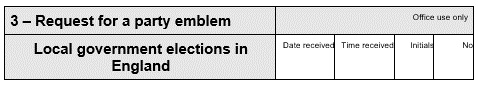 3 – Request for a party emblem
Office use only
Local government elections in
England
Date received Time received Initials No